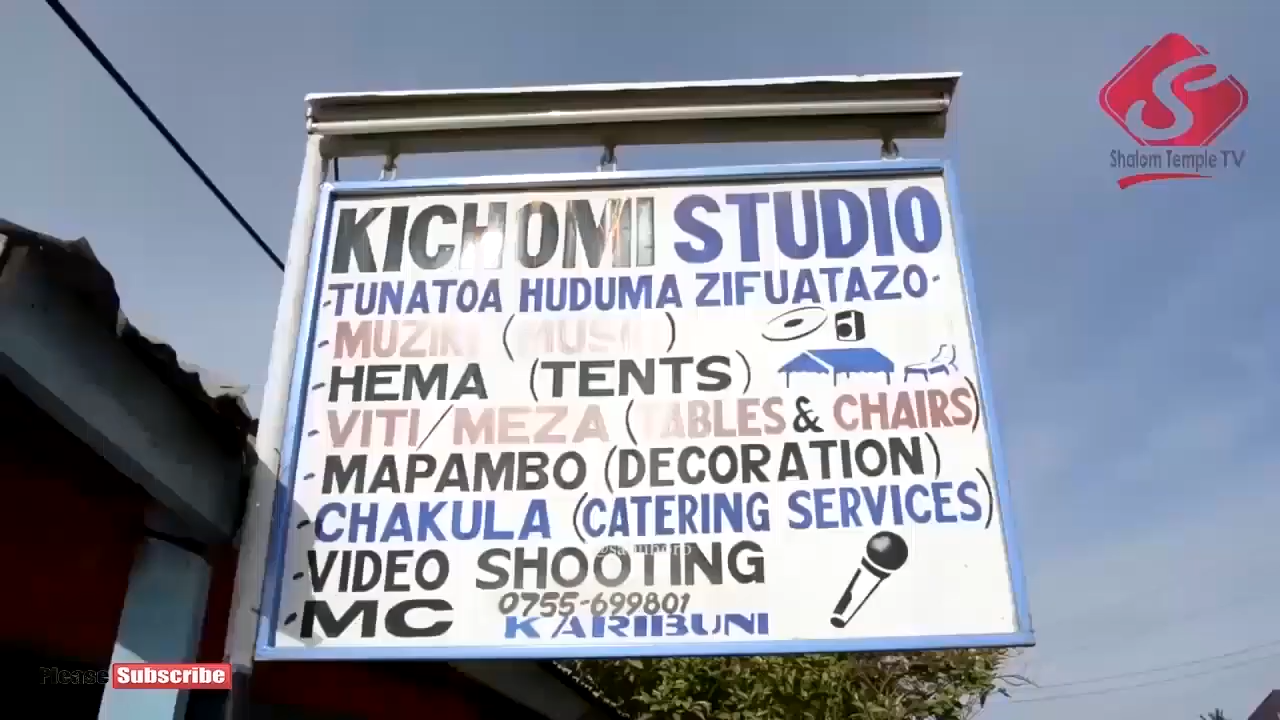 Shalom Temple TV
KICHOMI STUDIO
-TUNATOA HUDUMA ZIFUATAZO-
-MUZIKI (MUSIC)
-HEMA (TENTS)
-VITI/MEZA (TABLES & CHAIRS)
-MAPAMBO (DECORATION)
-CHAKULA (CATERING SERVICES)
-VIDEO SHOOTING
-MC 0755-699801
KARIBUNI
Please Subscribe